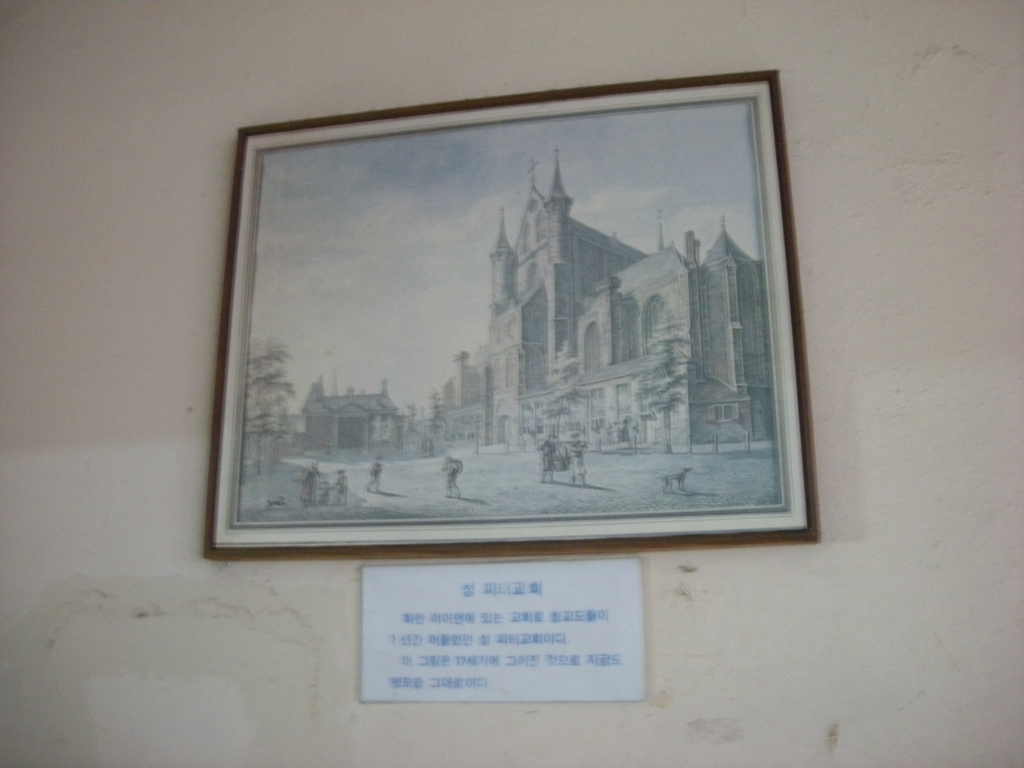 성 피터교회
화란 라이덴에 있는 교회로 청교도들이
1 년간 머물렀던 성 피터교회이다.
이 그림은 17세기에 그려진 것으로 지금도
옛모습 그대로이다